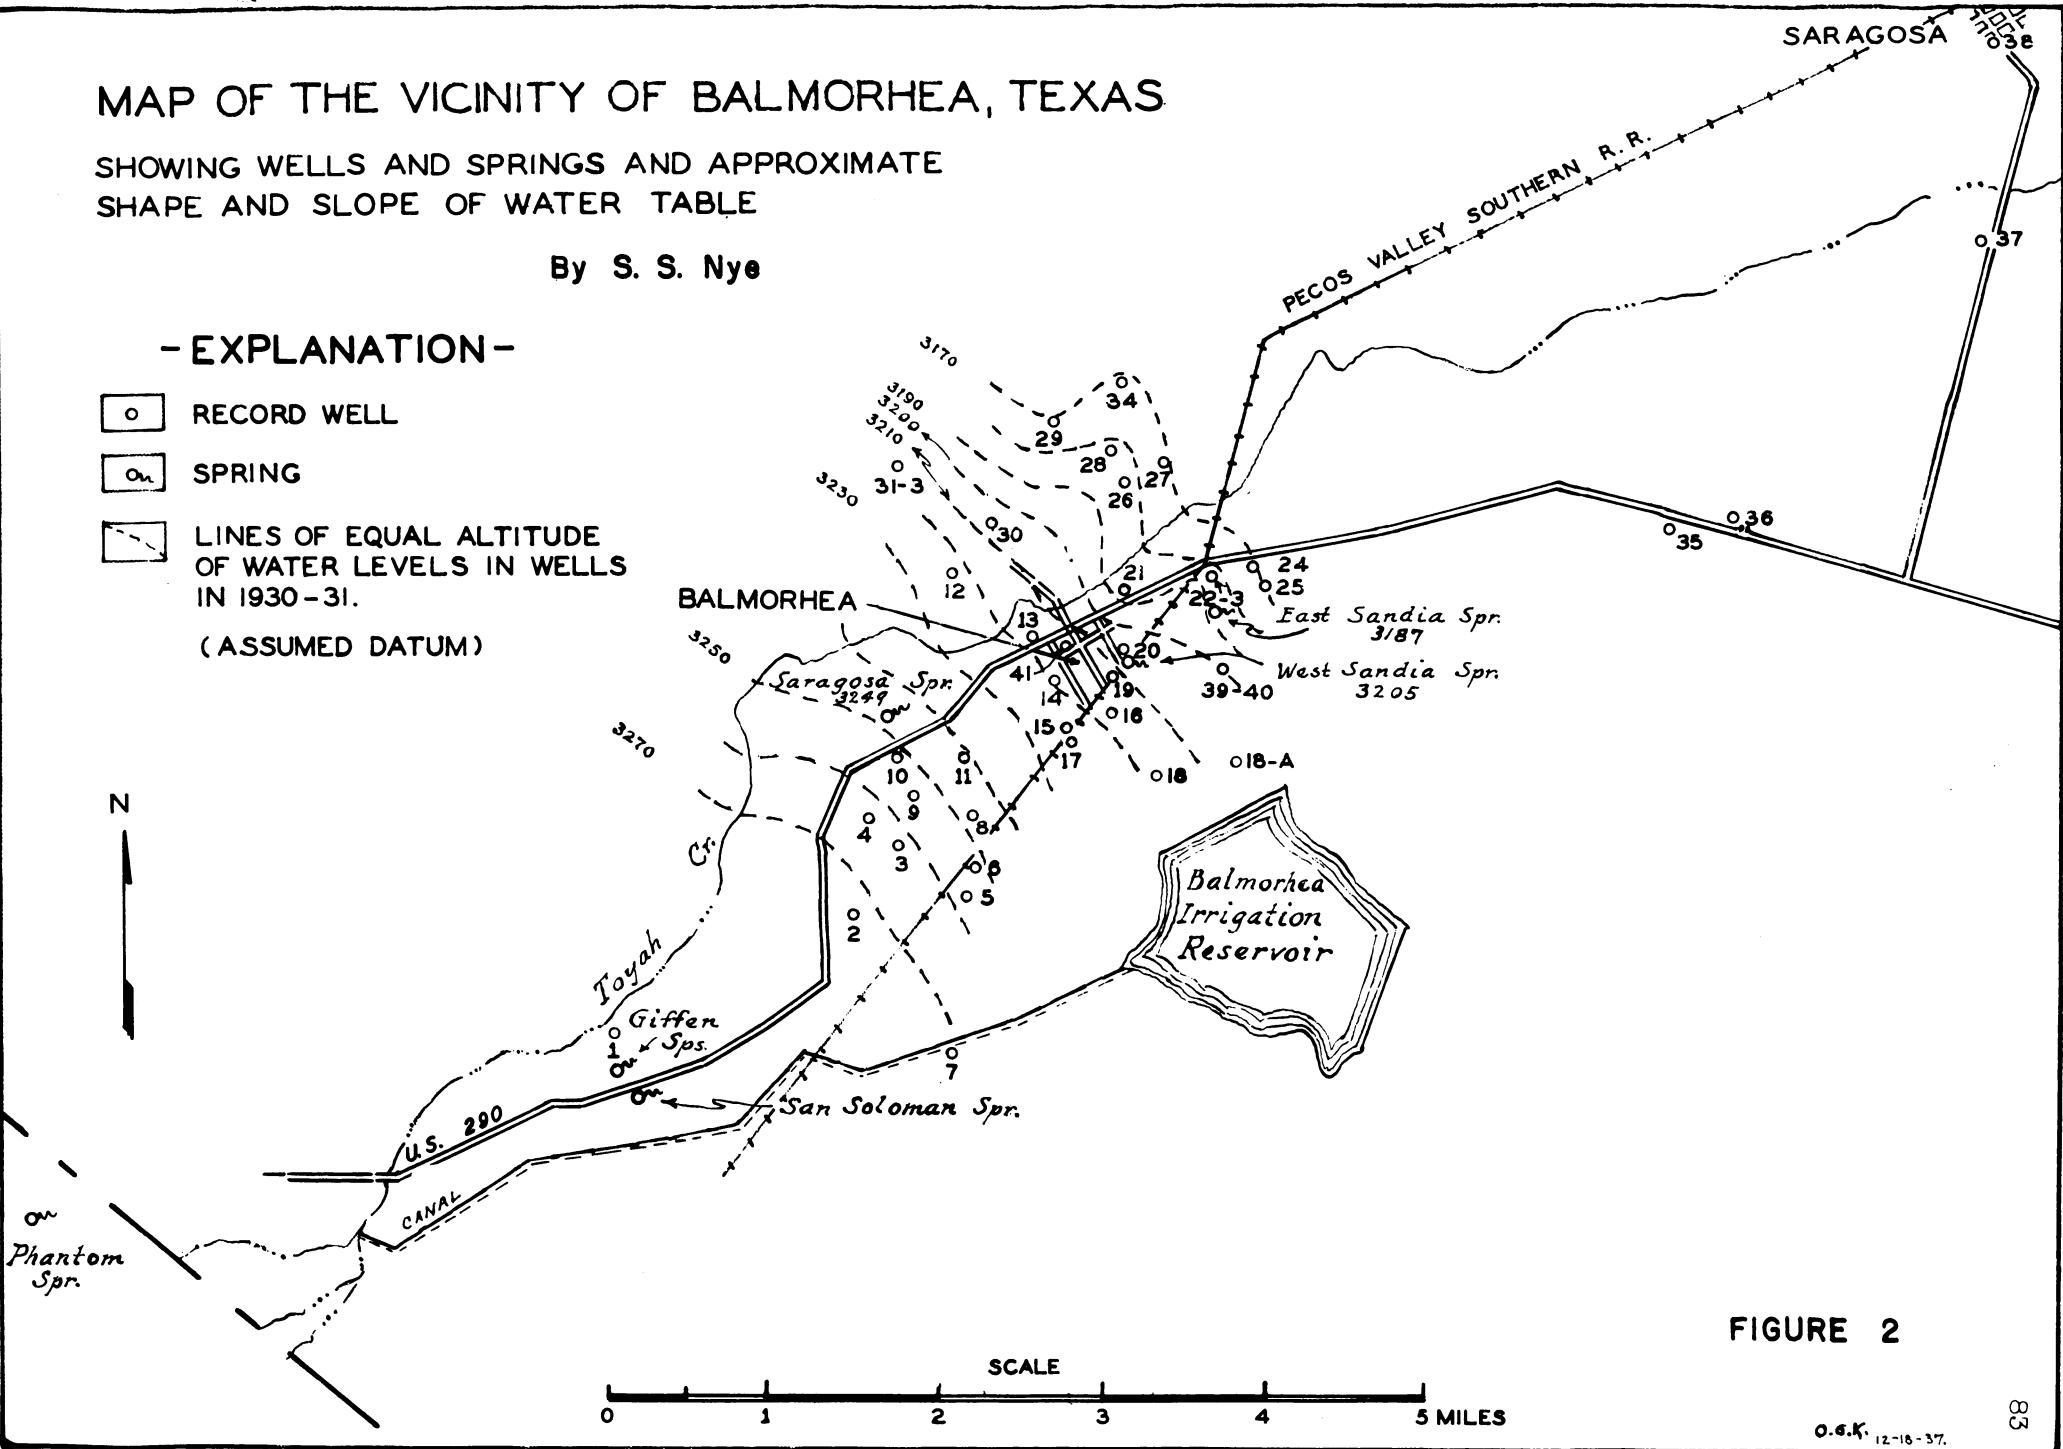 SARAGOSA
38
MAP OF THE VICINITY OF BALMORHEA, TEXAS
SHOWING WELLS AND SPRINGS AND APPROXIMATE
SHAPE AND SLOPE OF WATER TABLE
By S. S. Nye
PECOS VALLEY SOUTHERN R. R.
37
-EXPLANATION-
RECORD WELL
SPRING
LINES OF EQUAL ALTITUDE
OF WATER LEVELS IN WELLS
IN 1930-31.
(ASSUMED DATUM)
3170
3190
3200
3210
3230
3250
3270
34
29
28
27
26
31-3
30
36
35
12
21
24
25
22-3
BALMORHEA
13
East Sandia Spr.
3187
20
41
West Sandia Spr.
3205
Saragosa Spr.
3249
14
19
39-40
16
15
17
18
18-A
10
11
9
4
8
3
6
5
2
N
Toyah Cr.
Balmorhea
Irrigation
Reservoir
Giffen
Sps.
1
7
San Soloman Spr.
U.S. 290
CANAL
Phantom
Spr.
FIGURE 2
SCALE
0 1 2 3 4 5 MILES
83
O.G.K. 12-18-37.